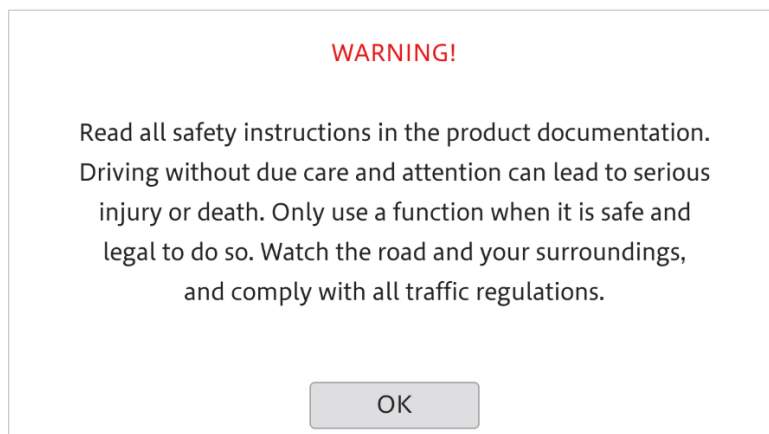 WARNING!
Read all safety instructions in the product documentation.
Driving without due care and attention can lead to serious
injury or death. Only use a function when it is safe and
legal to do so. Watch the road and your surroundings,
and comply with all traffic regulations.
OK